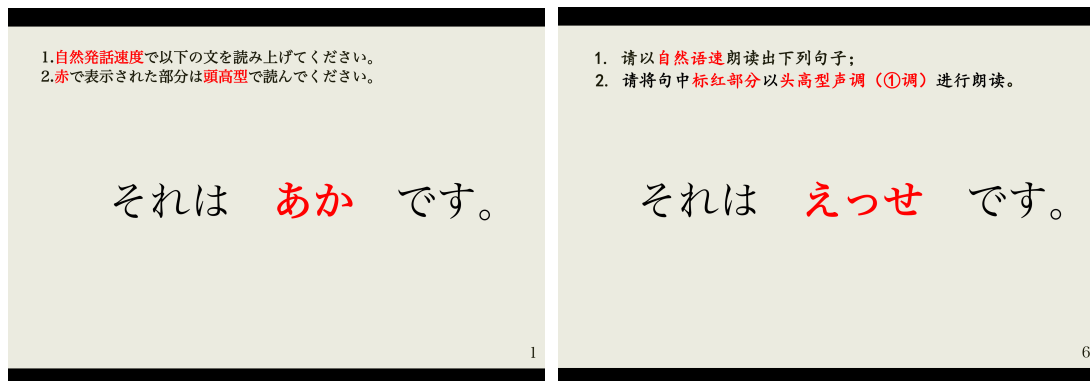 1.自然発話速度で以下の文を読み上げてください。
2.赤で表示された部分は頭高型で読んでください。
それは あか です。
1
1. 请以自然语速朗读出下列句子；
2. 请将句中标红部分以头高型声调（①调）进行朗读。
それは えっせ です。
6